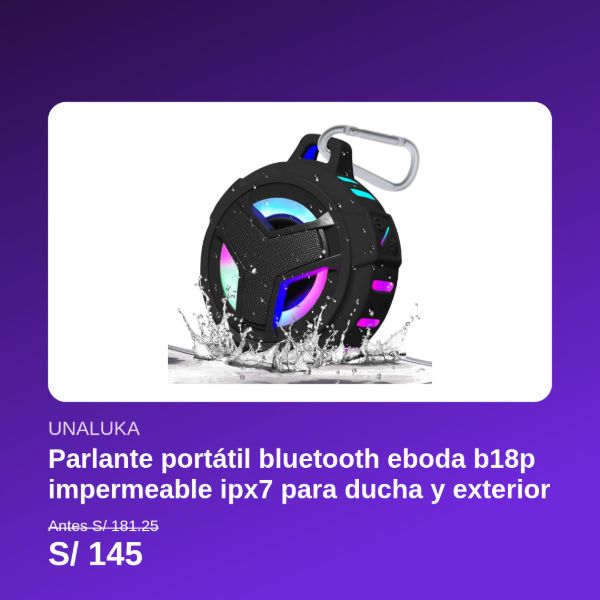 UNALUKA
Parlante portátil bluetooth eboda b18p
impermeable ipx7 para ducha y exterior
Antes S/ 181.25
S/ 145